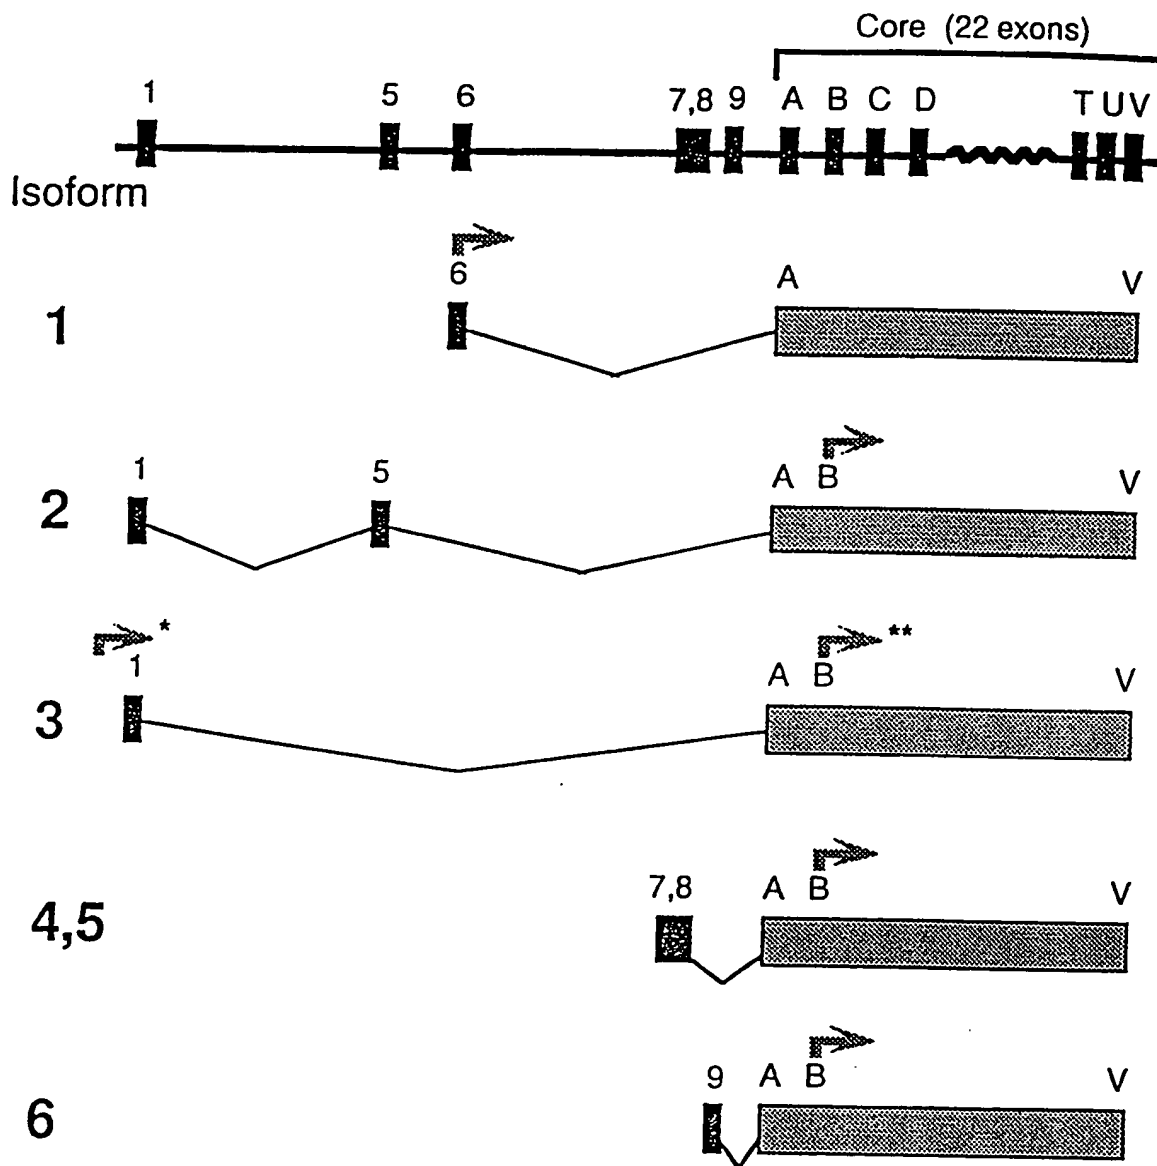 Core (22 exons)
1 5 6 7,8 9 A B C D T U V
Isoform
6 A V
1
1 5 A B V
2
* **
1 A B V
3
7,8 A B V
4,5
9 A B V
6